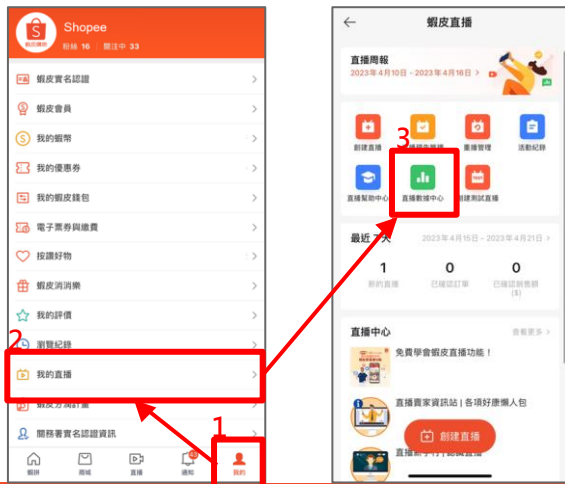 Shopee
粉絲 16 關注中 33
蝦皮實名認證
蝦皮會員
我的蝦幣
我的優惠券
我的蝦皮錢包
電子票券與繳費
按讚好物
蝦皮消消樂
我的評價
2
瀏覽紀錄
我的直播
蝦皮分潤計畫
1
關務署實名認證資訊
蝦拼
商城
直播
通知
我的
蝦皮直播
直播周報
2023年4月10日 - 2023年4月16日
3
創建直播
重播管理
活動紀錄
直播幫助中心
直播數據中心
創建測試直播
最近 7 天
2023年4月15日 - 2023年4月21日
1
0
0
新的直播
已確認訂單
已確認銷售額
($)
直播中心
查看更多
免費學會蝦皮直播功能！
直播賣家資訊站 | 各項好康懶人包
創建直播